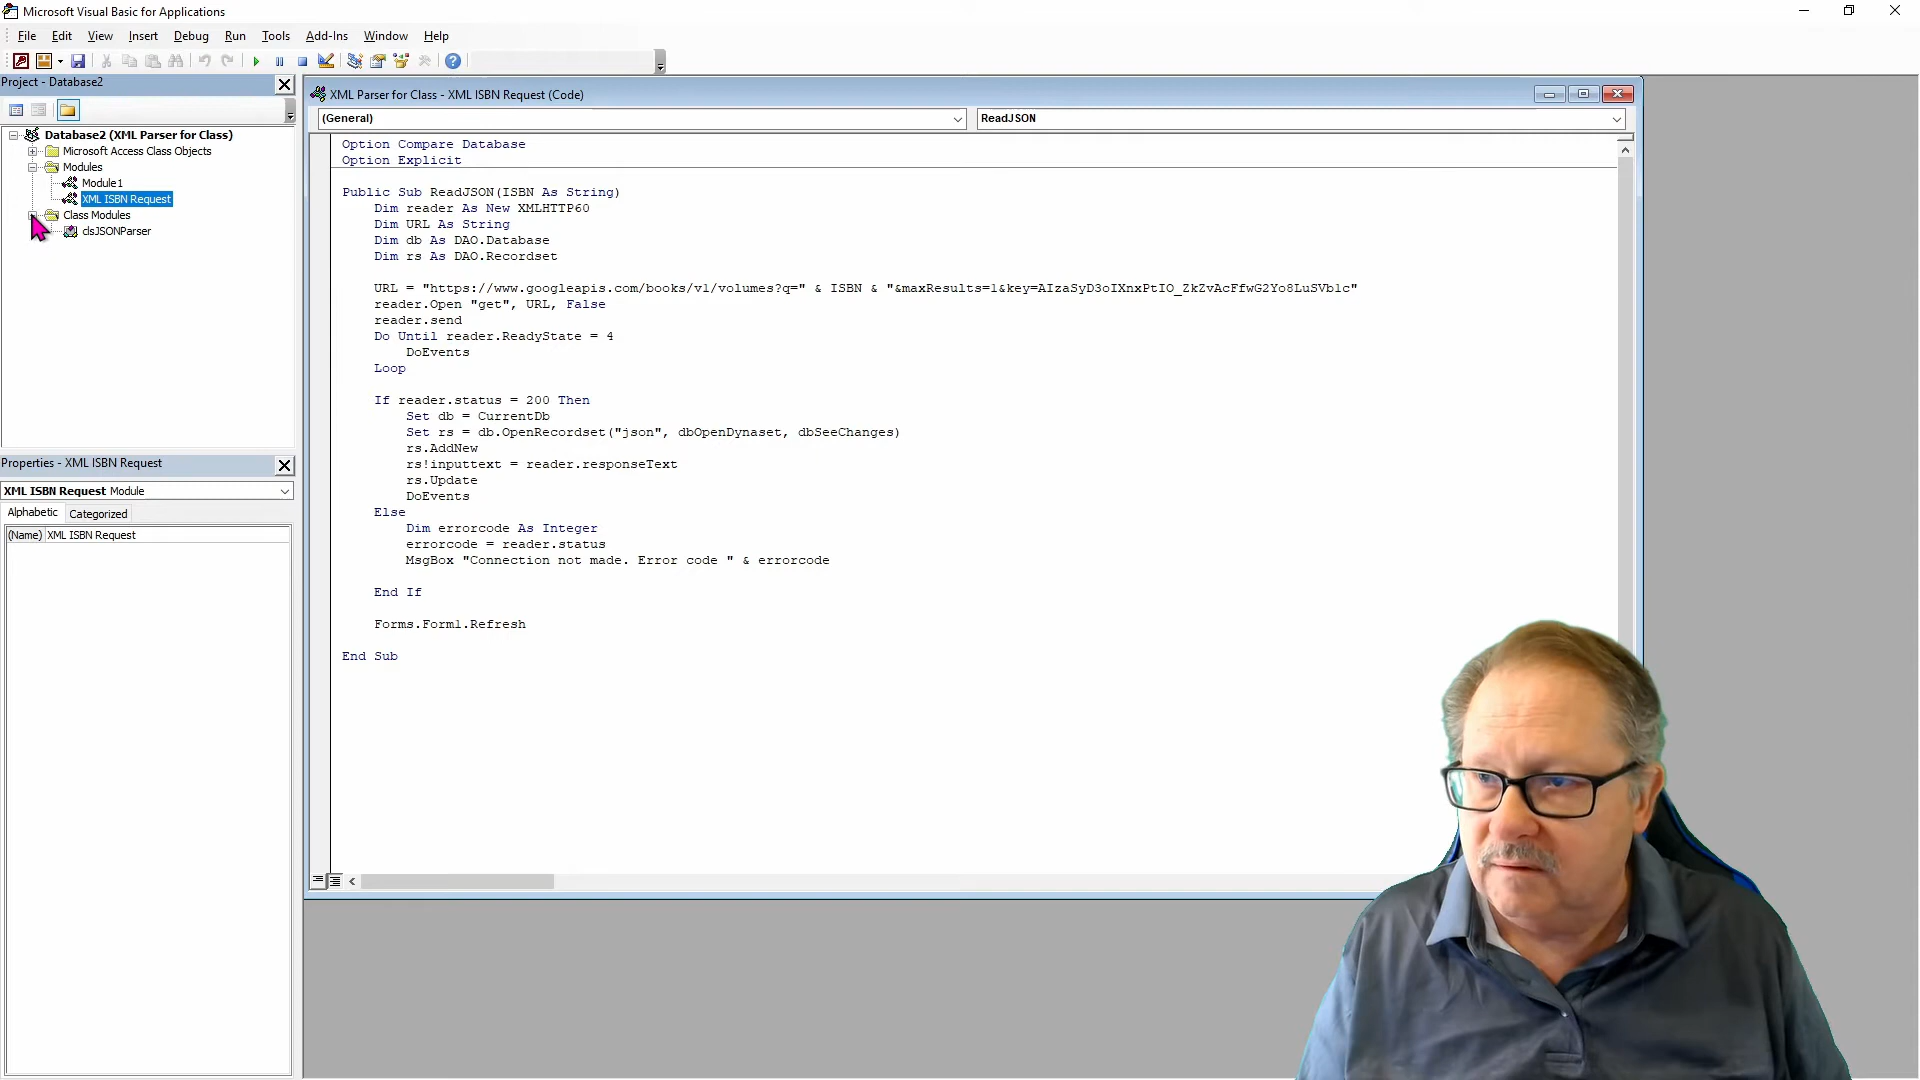 Microsoft Visual Basic for Applications
File Edit View Insert Debug Run Tools Add-Ins Window Help
Project - Database2
Database2 (XML Parser for Class)
Microsoft Access Class Objects
Modules
Module1
XML ISBN Request
Class Modules
clsJSONParser
Properties - XML ISBN Request
XML ISBN Request Module
Alphabetic Categorized
(Name) XML ISBN Request
XML Parser for Class - XML ISBN Request (Code)
(General) ReadJSON
Option Compare Database
Option Explicit
Public Sub ReadJSON(ISBN As String)
Dim reader As New XMLHTTP60
Dim URL As String
Dim db As DAO.Database
Dim rs As DAO.Recordset
URL = "https://www.googleapis.com/books/v1/volumes?q=" & ISBN & "&maxResults=1&key=AIzaSyD3oIXnxPtIO_ZkZvAcFfwG2Yo8LuSVb1c"
reader.Open "get", URL, False
reader.send
Do Until reader.ReadyState = 4
DoEvents
Loop
If reader.status = 200 Then
Set db = CurrentDb
Set rs = db.OpenRecordset("json", dbOpenDynaset, dbSeeChanges)
rs.AddNew
rs!inputtext = reader.responseText
rs.Update
DoEvents
Else
Dim errorcode As Integer
errorcode = reader.status
MsgBox "Connection not made. Error code " & errorcode
End If
Forms.Form1.Refresh
End Sub